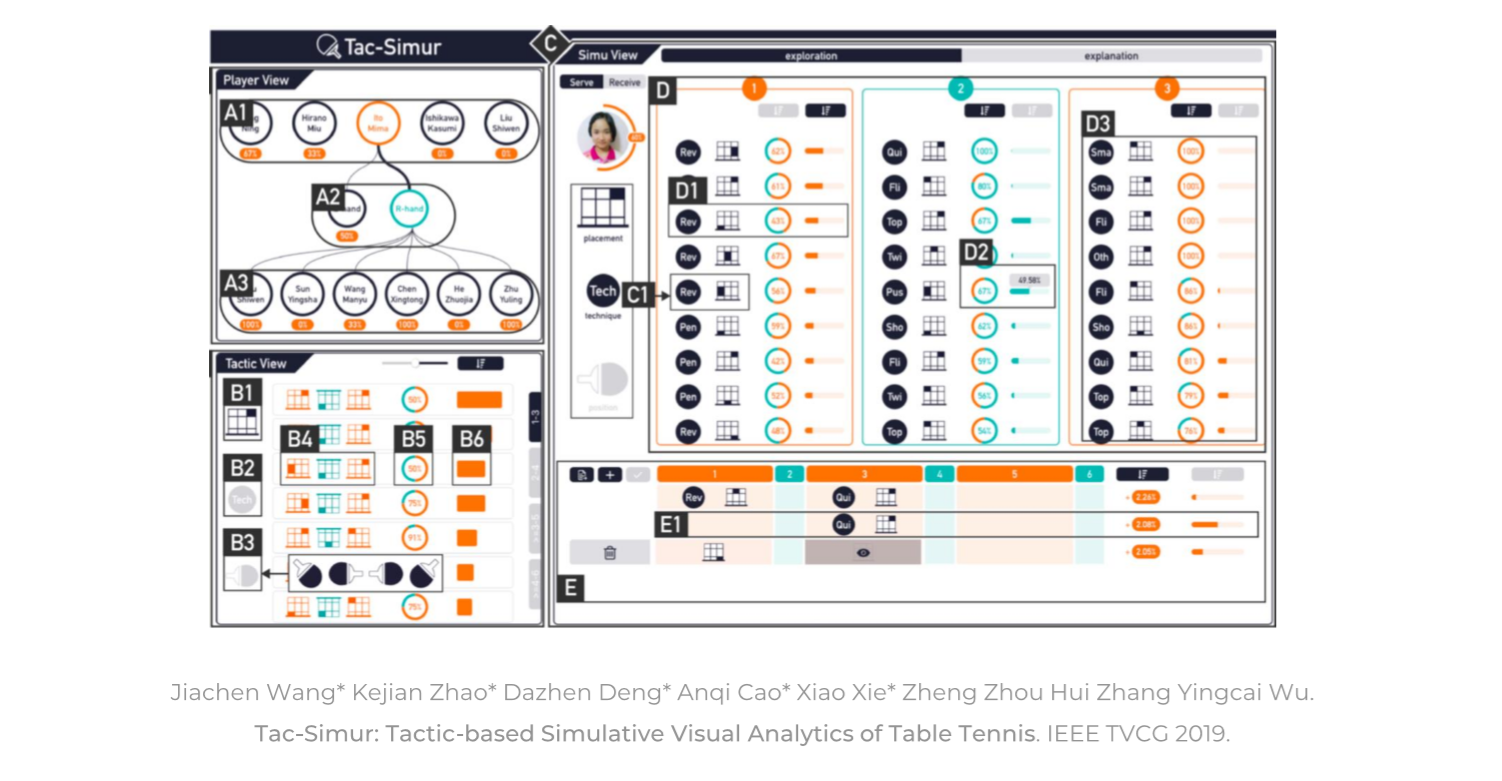 Tac-Simur
C
Simu View
exploration
explanation
Player View
A1
Ning
Hirano
Miu
Ito
Mima
Ishikawa
Kasumi
Liu
Shiwen
67%
33%
0%
0%
A2
R-hand
50%
A3
Shiwen
Sun
Yingsha
Wang
Manyu
Chen
Xingtong
He
Zhuojia
Zhu
Yuling
100%
0%
33%
100%
0%
100%
Tactic View
B1
B2
Tech
B3
B4
B5
B6
50%
50%
75%
91%
75%
1-3
Serve
Receive
placement
Tech
technique
position
C1
D
1
2
3
D1
D2
D3
Rev
62%
61%
Rev
43%
Rev
67%
Rev
56%
Pen
59%
Pen
42%
Pen
52%
Rev
48%
Qui
100%
Fli
80%
Top
67%
Twi
Pus
67%
49.58%
Sho
62%
Fli
59%
Twi
56%
Top
54%
Sma
100%
Sma
100%
Fli
100%
Oth
100%
Fli
86%
Sho
86%
Qui
81%
Top
79%
Top
76%
1
2
3
4
5
6
Rev
Qui
+ 2.26%
E1
Qui
+ 2.08%
+ 2.05%
E
Jiachen Wang* Kejian Zhao* Dazhen Deng* Anqi Cao* Xiao Xie* Zheng Zhou Hui Zhang Yingcai Wu.
Tac-Simur: Tactic-based Simulative Visual Analytics of Table Tennis. IEEE TVCG 2019.